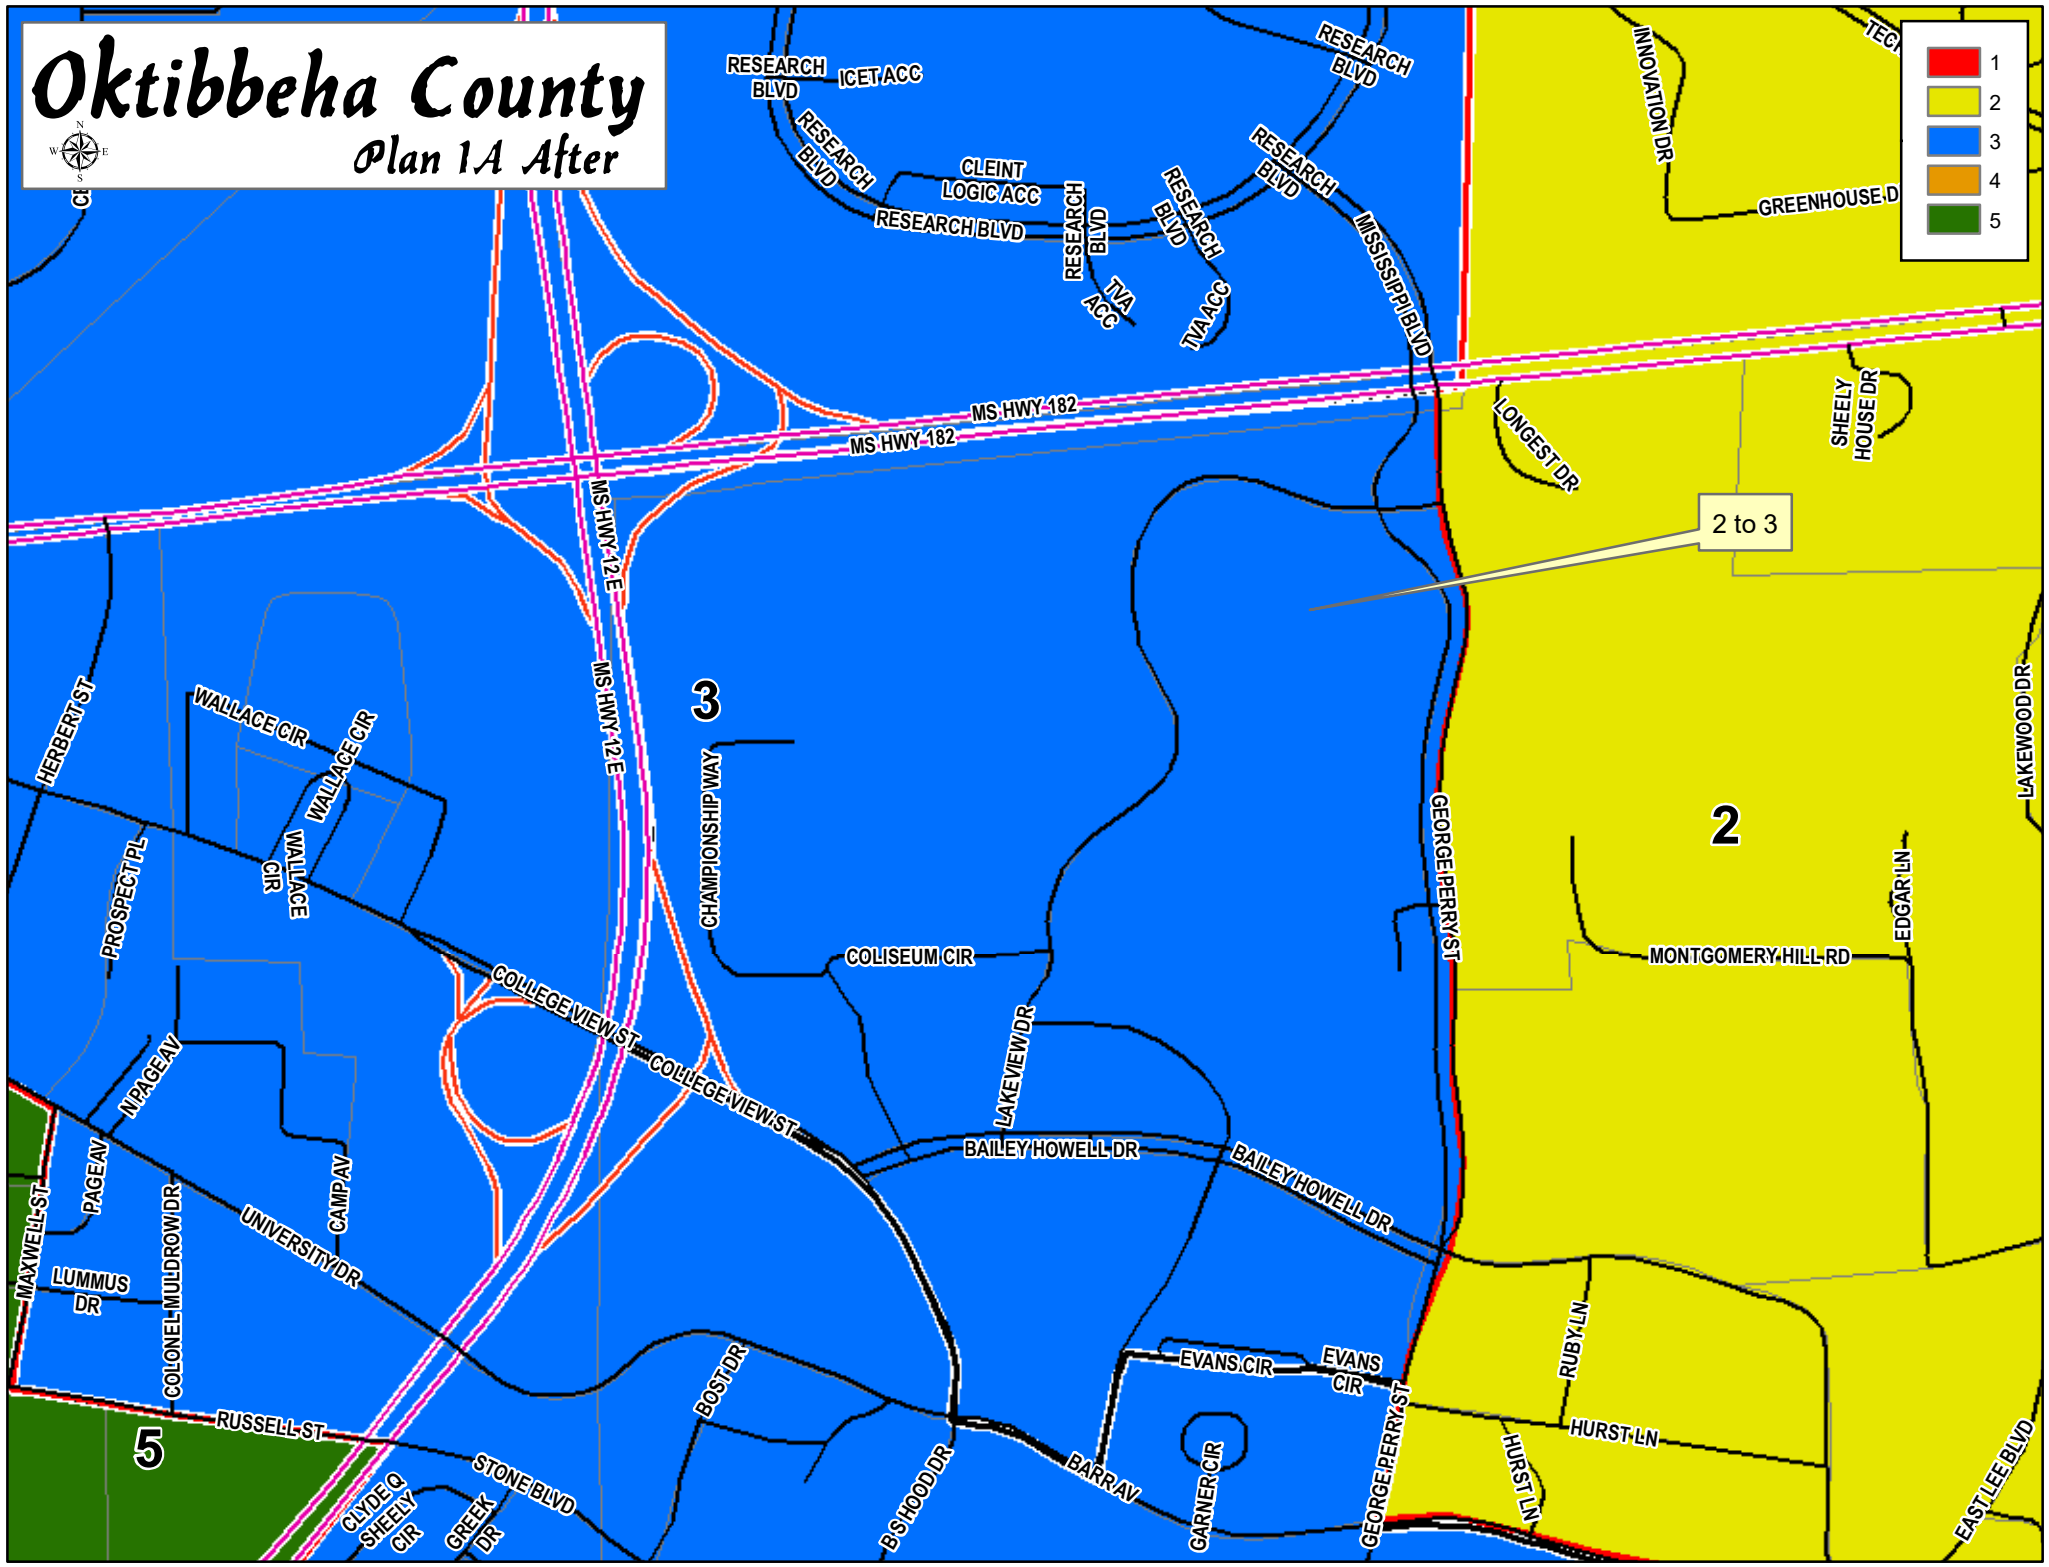 Oktibbeha County
Plan 1A After
N
W E
S
1
2
3
4
5
RESEARCH
BLVD
ICET ACC
RESEARCH
BLVD
INNOVATION DR
RESEARCH
BLVD
CLEINT
LOGIC ACC
RESEARCH BLVD
RESEARCH
BLVD
RESEARCH
BLVD
RESEARCH
BLVD
GREENHOUSE D
MISSISSIPPI BLVD
TVA
ACC
TVA ACC
MS HWY 182
MS HWY 182
LONGEST DR
SHEELY
HOUSE DR
MS HWY 12 E
2 to 3
HERBERT ST
WALLACE CIR
WALLACE CIR
MS HWY 12 E
3
LAKEWOOD DR
CHAMPIONSHIP WAY
2
PROSPECT PL
WALLACE
CIR
GEORGE PERRY ST
EDGAR LN
COLISEUM CIR
MONTGOMERY HILL RD
COLLEGE VIEW ST
N PAGE AV
COLLEGE VIEW ST
LAKEVIEW DR
PAGE AV
CAMP AV
BAILEY HOWELL DR
BAILEY HOWELL DR
MAXWELL ST
COLONEL MULDROW DR
UNIVERSITY DR
LUMMUS
DR
RUBY LN
BOST DR
EVANS CIR
EVANS
CIR
RUSSELL ST
5
GEORGE PERRY ST
HURST LN
HURST LN
STONE BLVD
CLYDE Q
SHEELY
CIR
GREEK
DR
B S HOOD DR
BARR AV
GARNER CIR
EAST LEE BLVD